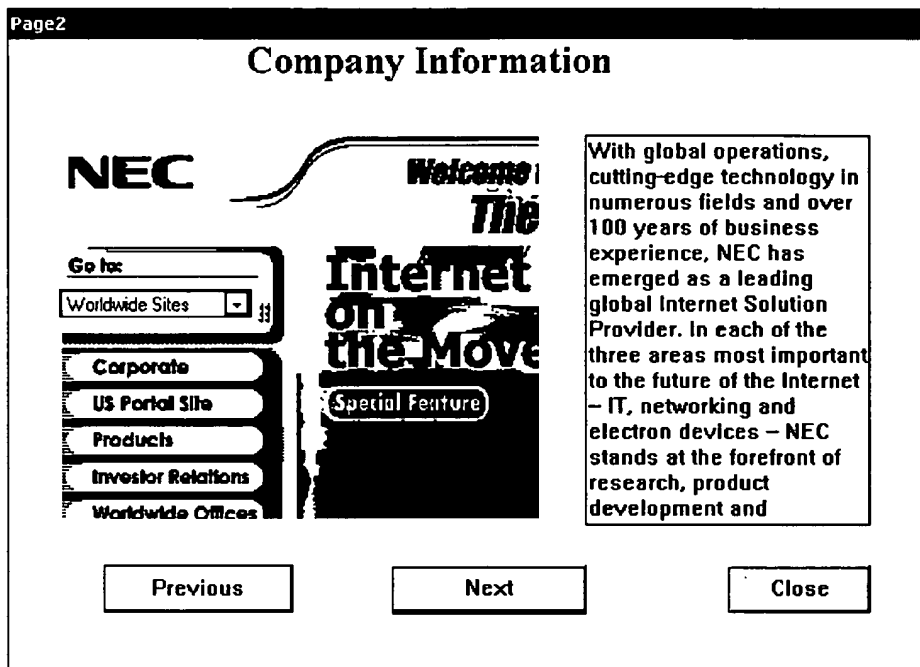 Page2
Company Information
NEC
Welcome
The
Go to:
Worldwide Sites
Internet
on
the Move
Special Feature
Corporate
US Portal Site
Products
Investor Relations
Worldwide Offices
With global operations,
cutting-edge technology in
numerous fields and over
100 years of business
experience, NEC has
emerged as a leading
global Internet Solution
Provider. In each of the
three areas most important
to the future of the Internet
– IT, networking and
electron devices – NEC
stands at the forefront of
research, product
development and
Previous
Next
Close